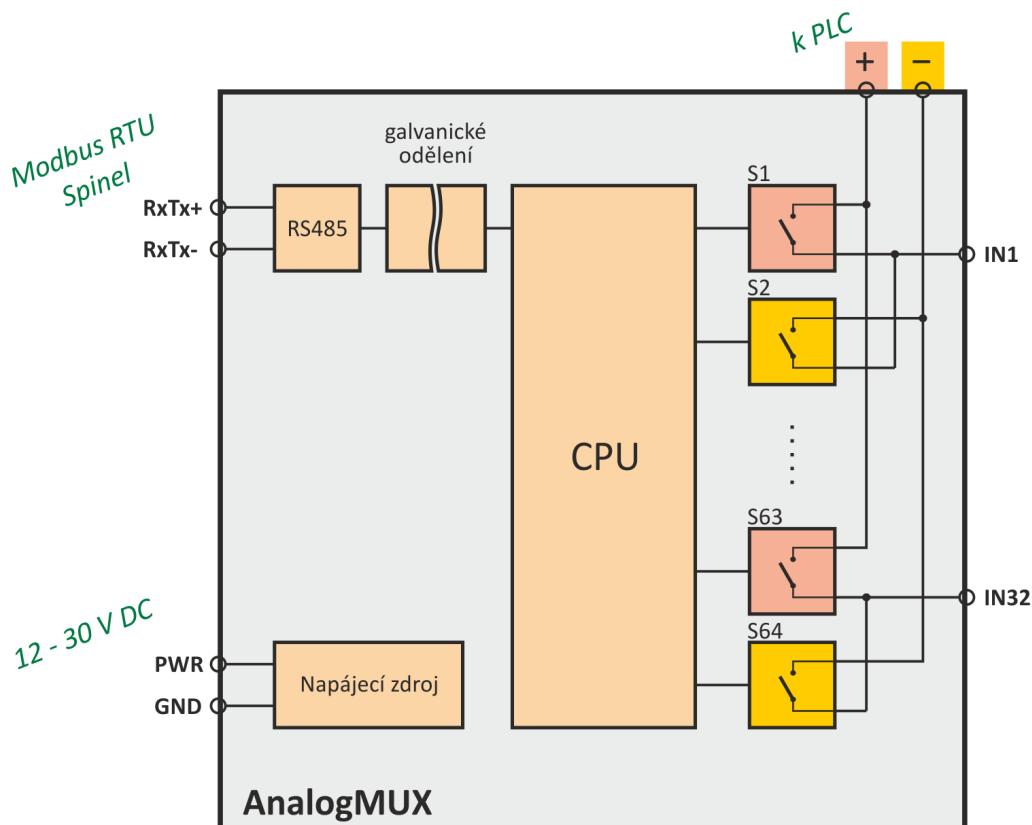 k PLC
+ −
galvanické
odělení
Modbus RTU
Spinel
RxTx+
RxTx-
RS485
S1
IN1
S2
CPU
S63
IN32
S64
12 - 30 V DC
PWR
GND
Napájecí zdroj
AnalogMUX